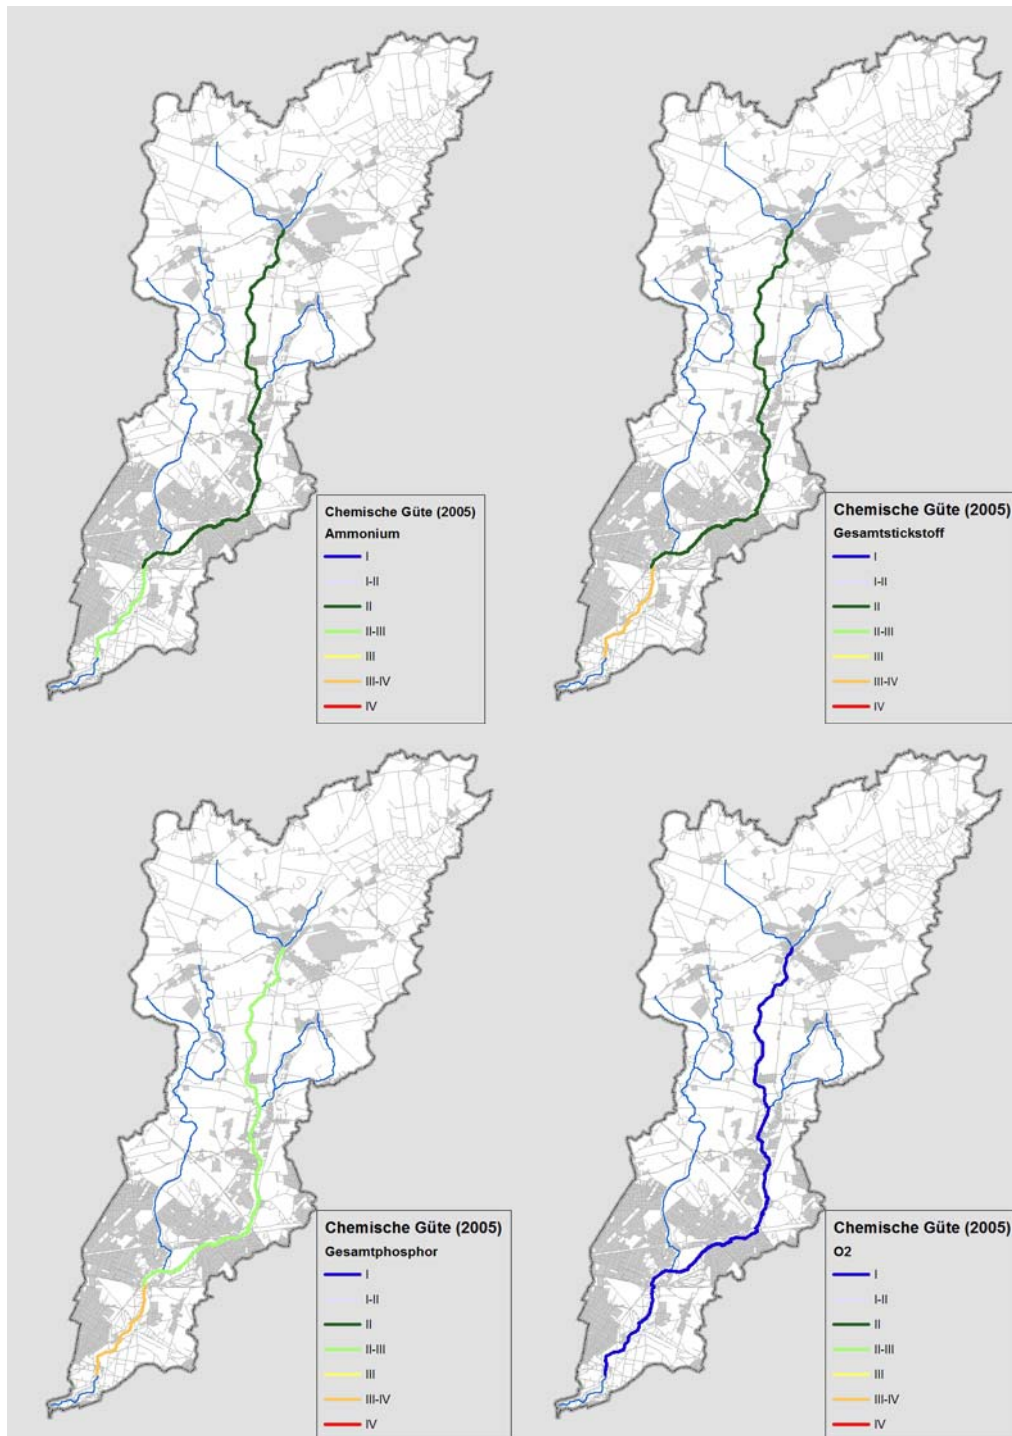 Chemische Güte (2005)
Ammonium
I
I-II
II
II-III
III
III-IV
IV
Chemische Güte (2005)
Gesamtstickstoff
I
I-II
II
II-III
III
III-IV
IV
Chemische Güte (2005)
Gesamtphosphor
I
I-II
II
II-III
III
III-IV
IV
Chemische Güte (2005)
O2
I
I-II
II
II-III
III
III-IV
IV